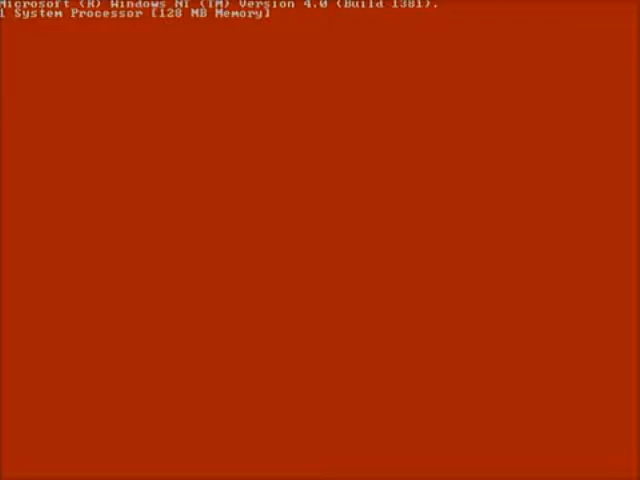 Microsoft (R) Windows NT (TM) Version 4.0 (Build 1381).
1 System Processor [128 MB Memory]